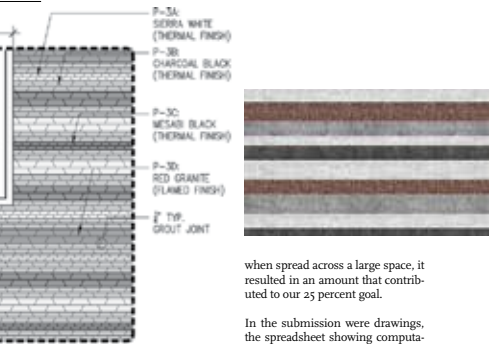 P-3A:
SIERRA WHITE
(THERMAL FINISH)
P-3B:
CHARCOAL BLACK
(THERMAL FINISH)
P-3C:
MESABI BLACK
(THERMAL FINISH)
P-3D:
RED GRANITE
(FLAMED FINISH)
TYP.
GROUT JOINT
when spread across a large space, it
resulted in an amount that contrib-
uted to our 25 percent goal.
In the submission were drawings,
the spreadsheet showing computa-